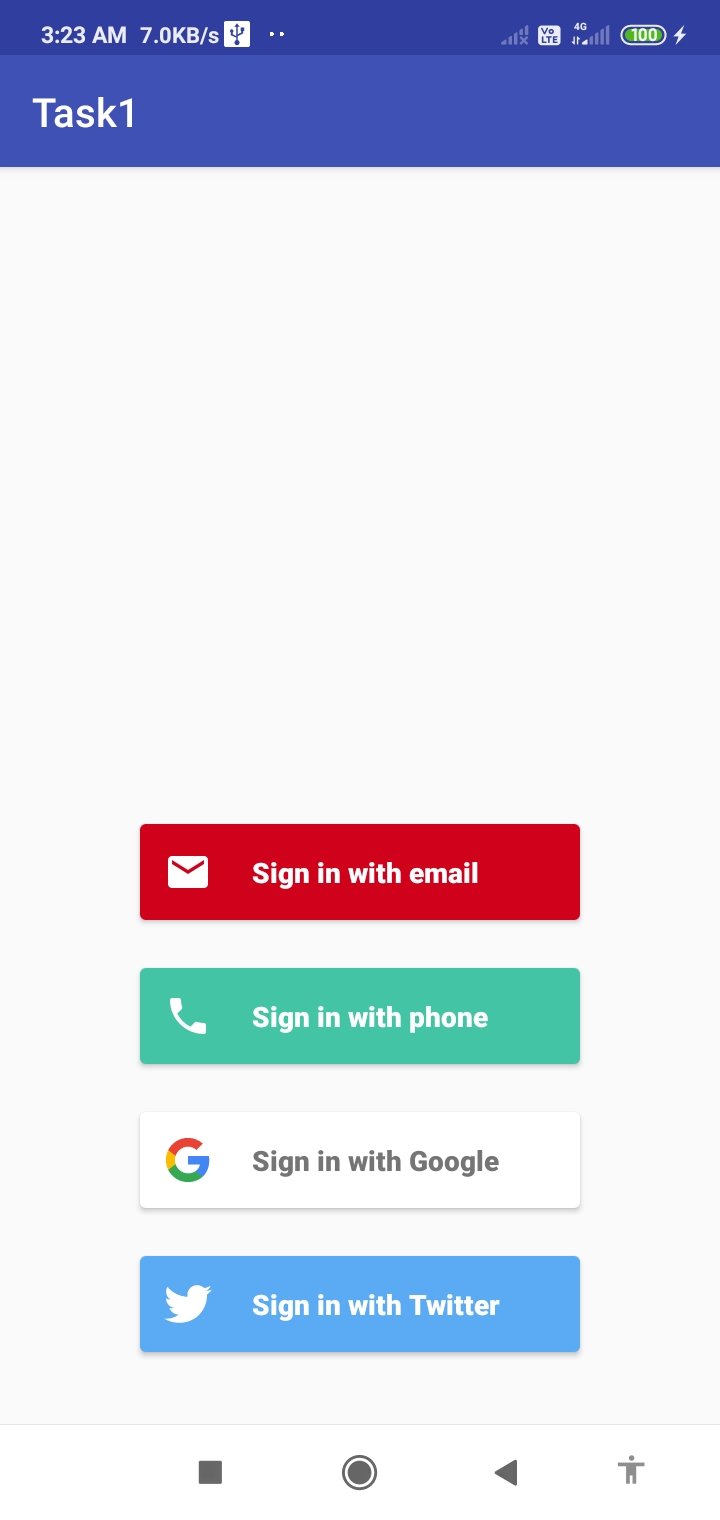 3:23 AM 7.0KB/s Vo LTE 4G 100
Task1
Sign in with email
Sign in with phone
Sign in with Google
Sign in with Twitter